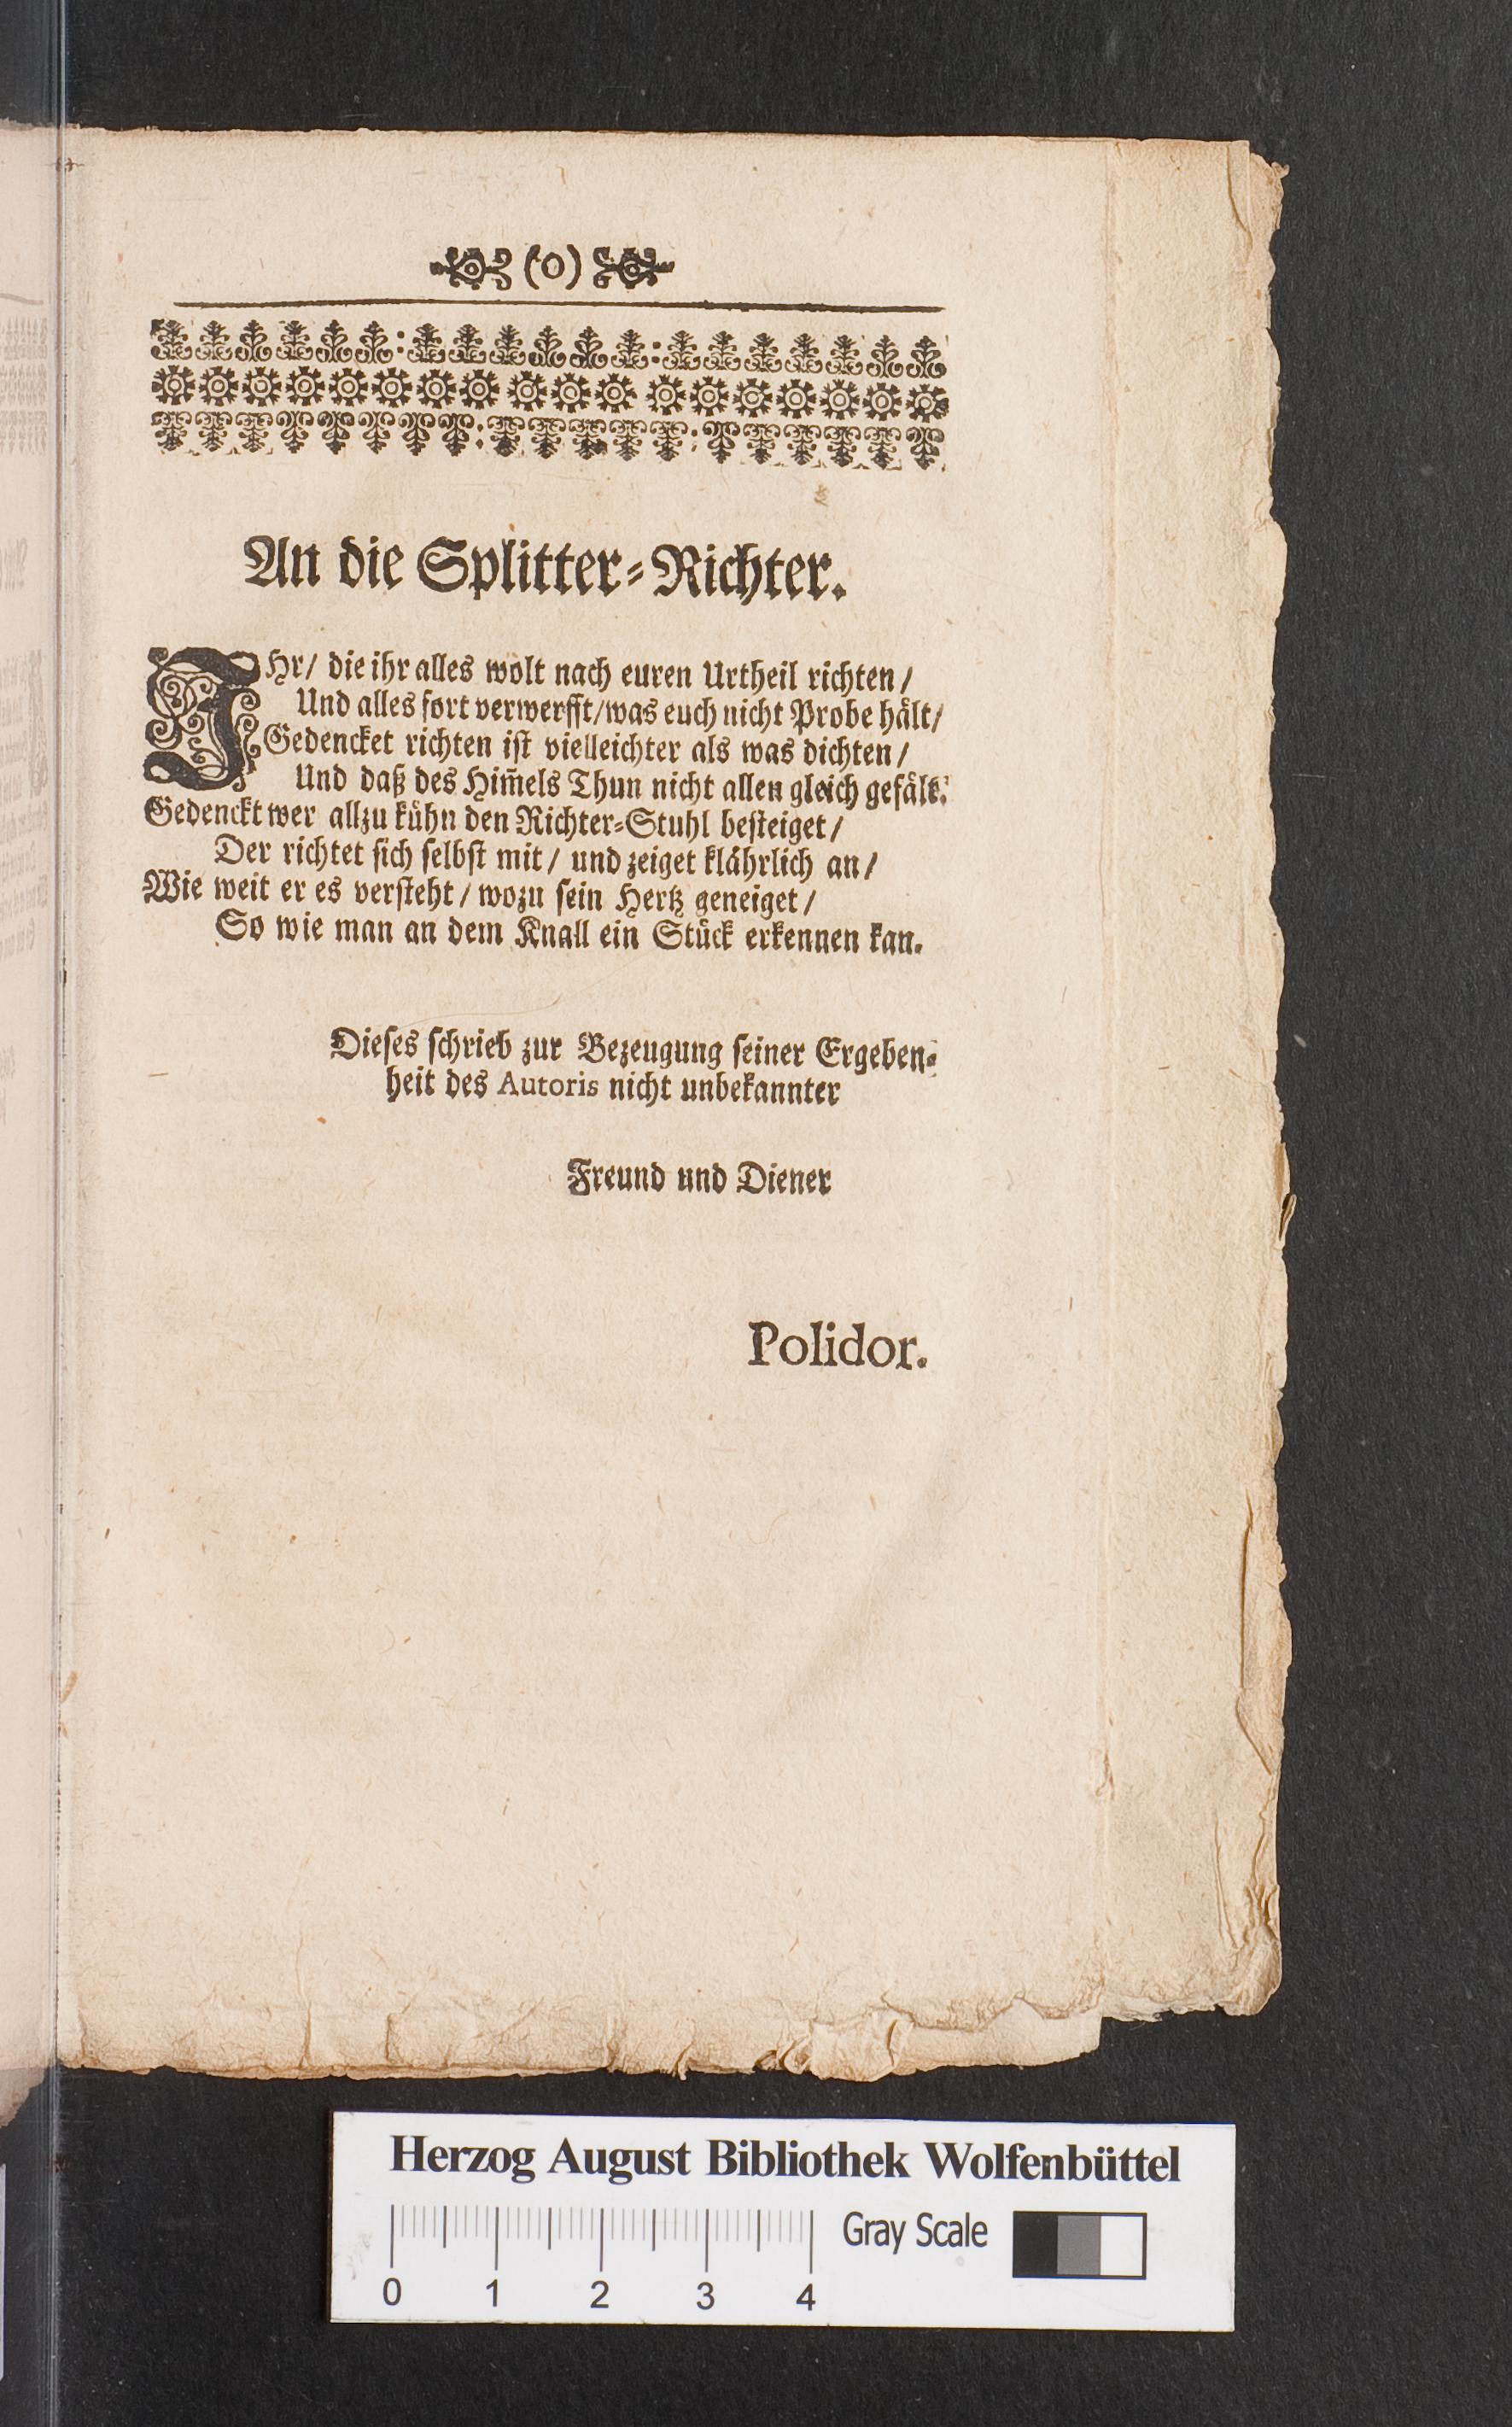 (0)
An die Splitter-Richter.
IHr/ die ihr alles wolt nach euren Urtheil richten/
Und alles fort verwerfft/was euch nicht Probe hält/
Gedencket richten ist vielleichter als was dichten/
Und daß des Him̄els Thun nicht allen gleich gefält.
Gedenckt wer allzu kühn den Richter-Stuhl besteiget/
Der richtet sich selbst mit/ und zeiget klährlich an/
Wie weit er es versteht/ wozu sein Hertz geneiget/
So wie man an dem Knall ein Stück erkennen kan.
Dieses schrieb zur Bezeugung seiner Ergeben-
heit des Autoris nicht unbekannter
Freund und Diener
Polidor.
Herzog August Bibliothek Wolfenbüttel
Gray Scale
0 1 2 3 4